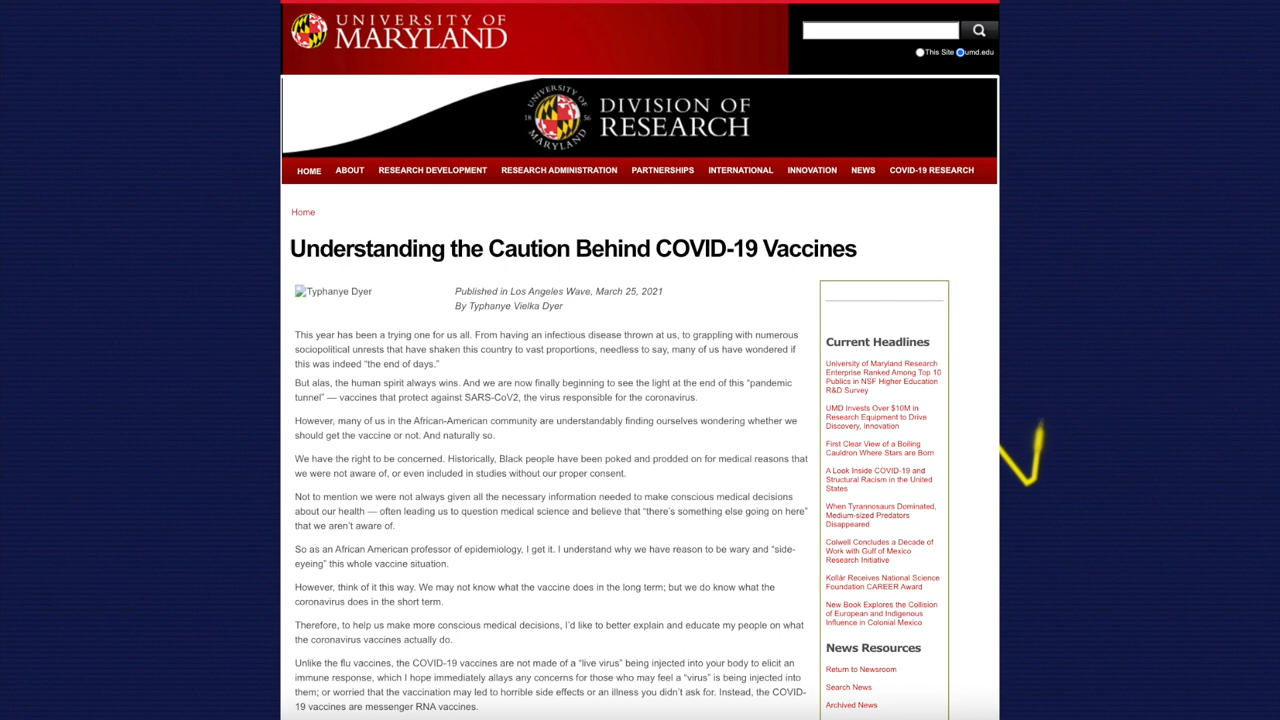 UNIVERSITY OF
MARYLAND
This Site umd.edu
UNIVERSITY OF
MARYLAND
18 56
DIVISION OF
RESEARCH
HOME ABOUT RESEARCH DEVELOPMENT RESEARCH ADMINISTRATION PARTNERSHIPS INTERNATIONAL INNOVATION NEWS COVID-19 RESEARCH
Home
Understanding the Caution Behind COVID-19 Vaccines
Typhanye Dyer
Published in Los Angeles Wave, March 25, 2021
By Typhanye Vielka Dyer
This year has been a trying one for us all. From having an infectious disease thrown at us, to grappling with numerous
sociopolitical unrests that have shaken this country to vast proportions, needless to say, many of us have wondered if
this was indeed “the end of days.”
But alas, the human spirit always wins. And we are now finally beginning to see the light at the end of this “pandemic
tunnel” — vaccines that protect against SARS-CoV2, the virus responsible for the coronavirus.
However, many of us in the African-American community are understandably finding ourselves wondering whether we
should get the vaccine or not. And naturally so.
We have the right to be concerned. Historically, Black people have been poked and prodded on for medical reasons that
we were not aware of, or even included in studies without our proper consent.
Not to mention we were not always given all the necessary information needed to make conscious medical decisions
about our health — often leading us to question medical science and believe that “there’s something else going on here”
that we aren’t aware of.
So as an African American professor of epidemiology, I get it. I understand why we have reason to be wary and “side-
eyeing” this whole vaccine situation.
However, think of it this way. We may not know what the vaccine does in the long term; but we do know what the
coronavirus does in the short term.
Therefore, to help us make more conscious medical decisions, I’d like to better explain and educate my people on what
the coronavirus vaccines actually do.
Unlike the flu vaccines, the COVID-19 vaccines are not made of a “live virus” being injected into your body to elicit an
immune response, which I hope immediately allays any concerns for those who may feel a “virus” is being injected into
them; or worried that the vaccination may led to horrible side effects or an illness you didn’t ask for. Instead, the COVID-
19 vaccines are messenger RNA vaccines.
Current Headlines
University of Maryland Research
Enterprise Ranked Among Top 10
Publics in NSF Higher Education
R&D Survey
UMD Invests Over $10M in
Research Equipment to Drive
Discovery, Innovation
First Clear View of a Boiling
Cauldron Where Stars are Born
A Look Inside COVID-19 and
Structural Racism in the United
States
When Tyrannosaurs Dominated,
Medium-sized Predators
Disappeared
Colwell Concludes a Decade of
Work with Gulf of Mexico
Research Initiative
Kollár Receives National Science
Foundation CAREER Award
New Book Explores the Collision
of European and Indigenous
Influence in Colonial Mexico
News Resources
Return to Newsroom
Search News
Archived News